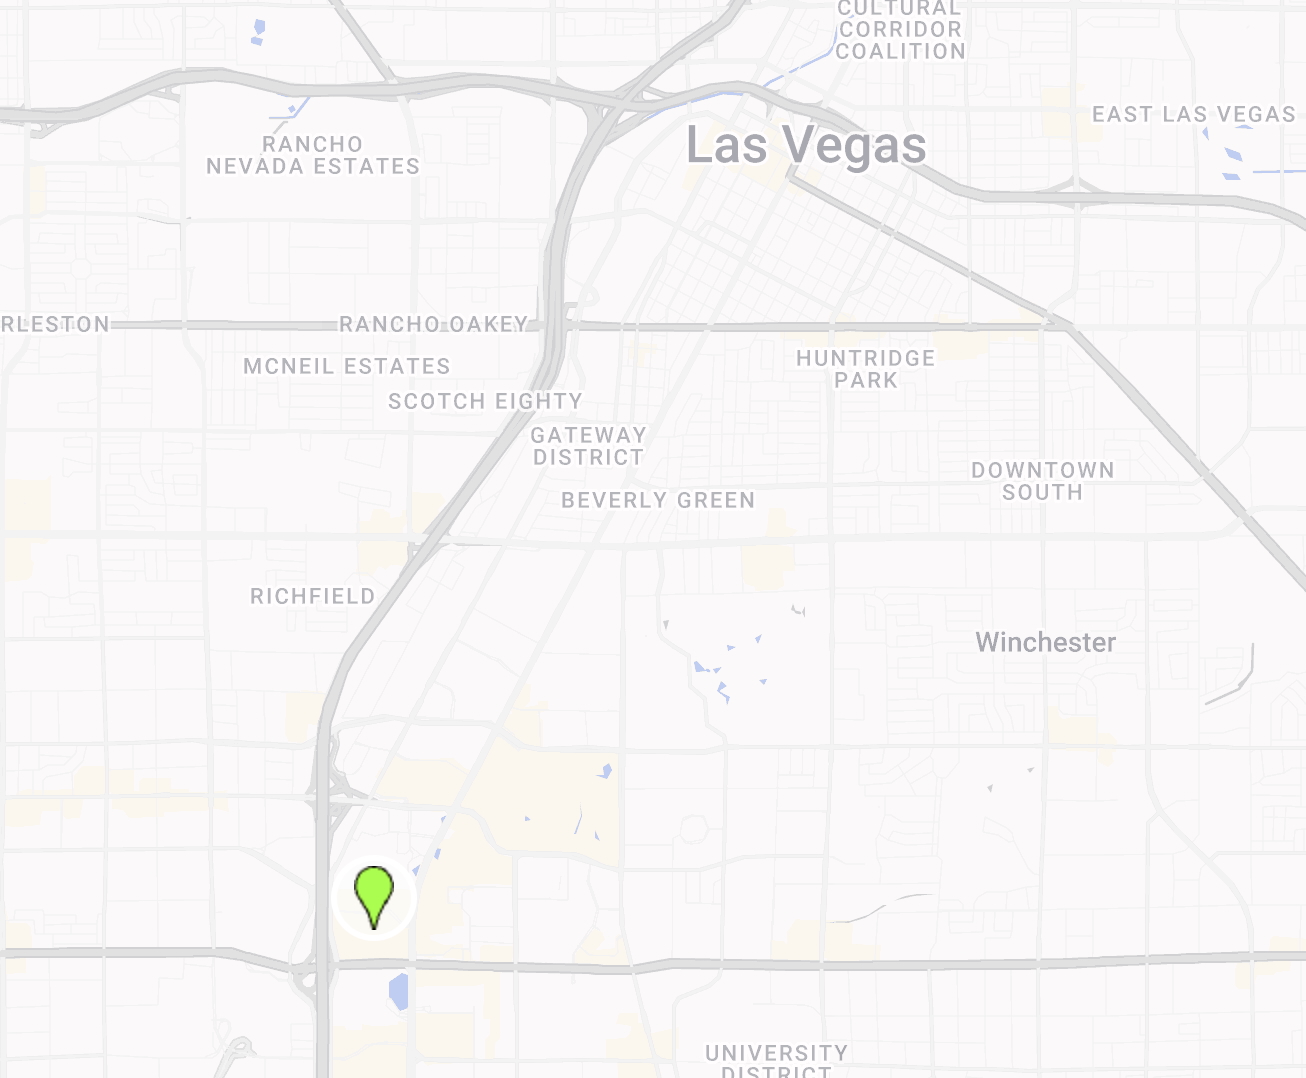 CULTURAL
CORRIDOR
COALITION
EAST LAS VEGAS
Las Vegas
RANCHO
NEVADA ESTATES
RLESTON
RANCHO OAKEY
MCNEIL ESTATES
HUNTRIDGE
PARK
SCOTCH EIGHTY
GATEWAY
DISTRICT
DOWNTOWN
SOUTH
BEVERLY GREEN
RICHFIELD
Winchester
UNIVERSITY
DISTRICT